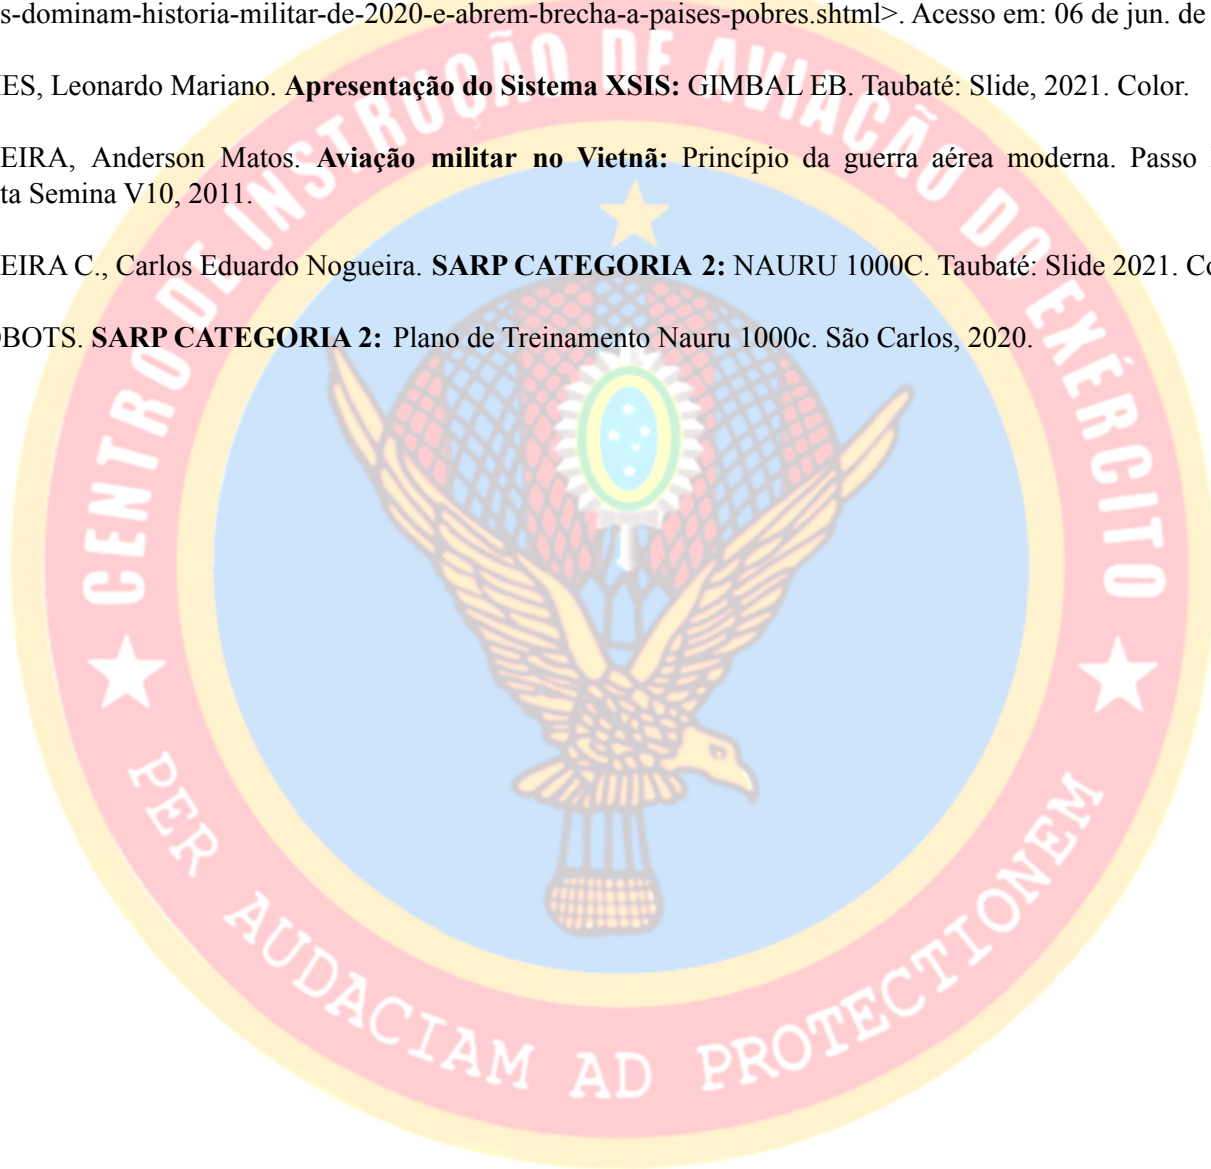 s-dominam-historia-militar-de-2020-e-abrem-brecha-a-paises-pobres.shtml>. Acesso em: 06 de jun. de
ES, Leonardo Mariano. Apresentação do Sistema XSIS: GIMBAL EB. Taubaté: Slide, 2021. Color.
EIRA, Anderson Matos. Aviação militar no Vietnã: Princípio da guerra aérea moderna. Passo
ta Semina V10, 2011.
EIRA C., Carlos Eduardo Nogueira. SARP CATEGORIA 2: NAURU 1000C. Taubaté: Slide 2021. Co
OBOTS. SARP CATEGORIA 2: Plano de Treinamento Nauru 1000c. São Carlos, 2020.
CENTRO DE INSTRUÇÃO DE AVIAÇÃO DO EXÉRCITO
PER AUDACIAM AD PROTECTIONEM